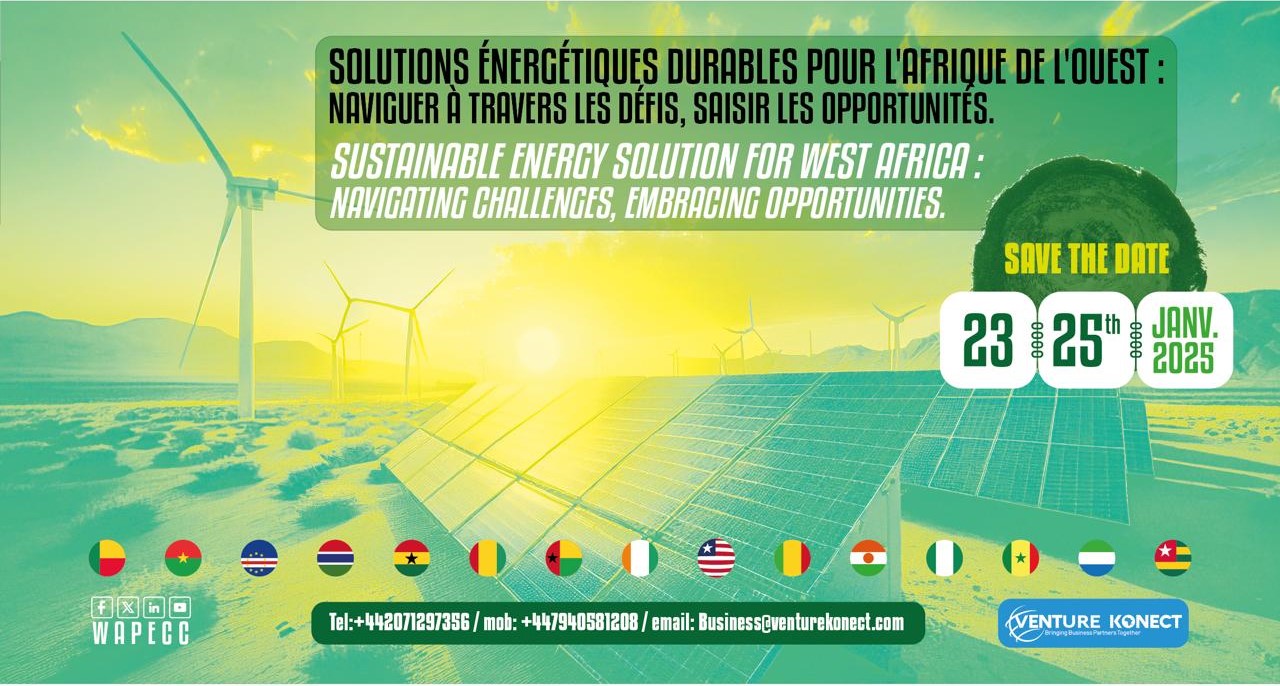 SOLUTIONS ÉNERGÉTIQUES DURABLES POUR L'AFRIQUE DE L'OUEST :
NAVIGUER À TRAVERS LES DÉFIS, SAISIR LES OPPORTUNITÉS.
SUSTAINABLE ENERGY SOLUTION FOR WEST AFRICA :
NAVIGATING CHALLENGES, EMBRACING OPPORTUNITIES.
SAVE THE DATE
23 25th JANV. 2025
WAPECC
Tel:+442071297356 / mob: +447940581208 / email: Business@venturekonect.com
VENTURE KONECT
Bringing Business Partners Together